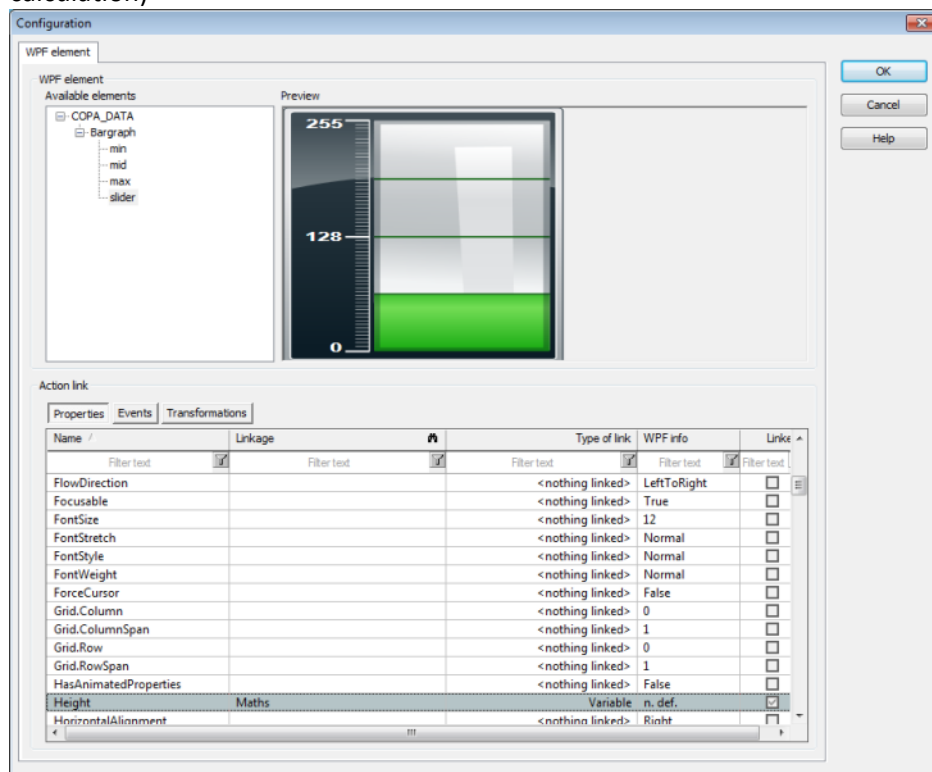 calculation)
Configuration
WPF element
WPF element
Available elements
Preview
COPA_DATA
Bargraph
min
mid
max
slider
255
128
0
OK
Cancel
Help
Action link
Properties Events Transformations
Name / Linkage Type of link WPF info Linke
Filter text Filter text Filter text Filter text Filter text
FlowDirection <nothing linked> LeftToRight
Focusable <nothing linked> True
FontSize <nothing linked> 12
FontStretch <nothing linked> Normal
FontStyle <nothing linked> Normal
FontWeight <nothing linked> Normal
ForceCursor <nothing linked> False
Grid.Column <nothing linked> 0
Grid.ColumnSpan <nothing linked> 1
Grid.Row <nothing linked> 0
Grid.RowSpan <nothing linked> 1
HasAnimatedProperties <nothing linked> False
Height Maths Variable n. def.
HorizontalAlignment <nothing linked> Right